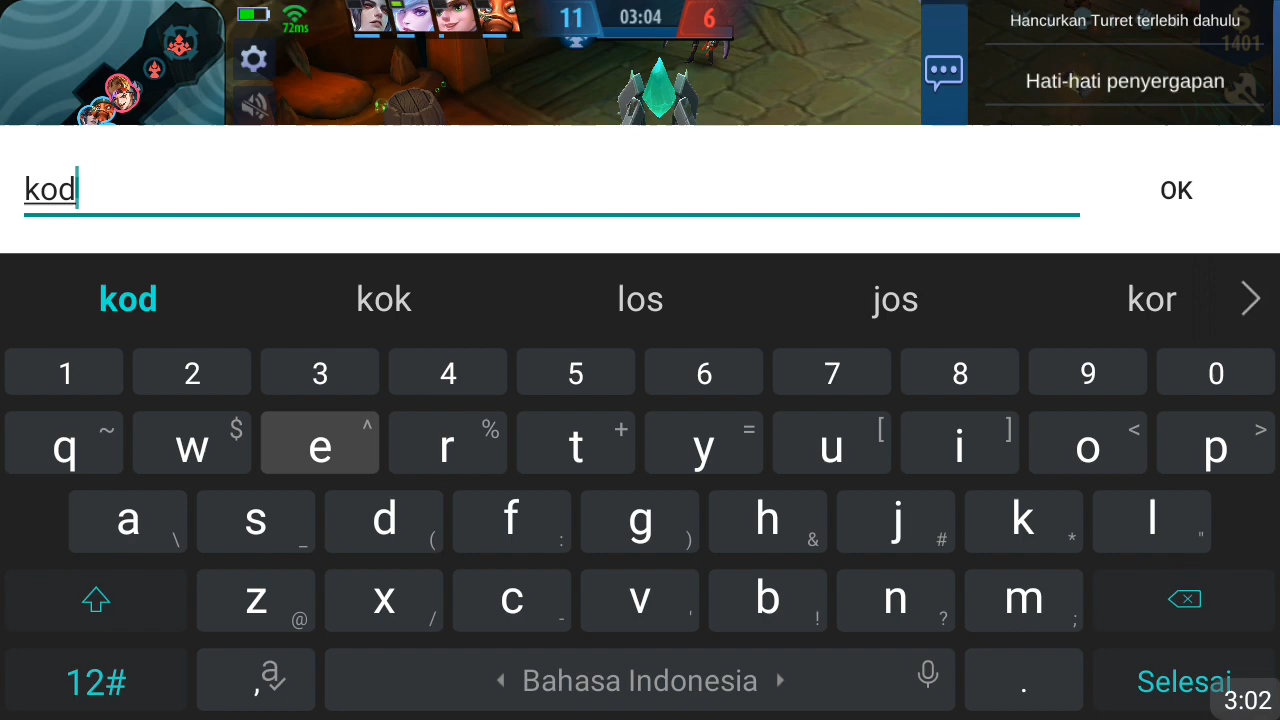 72ms
11 03:04 6
Hancurkan Turret terlebih dahulu
1401
Hati-hati penyergapan
kod
OK
kod kok los jos kor
1 2 3 4 5 6 7 8 9 0
q ~ w $ e ^ r % t + y = u [ i ] o < p >
a \ s _ d ( f : g ) h & j # k * l "
z @ x / c - v ' b ! n ? m ;
12# , a Bahasa Indonesia . Selesai
3:02